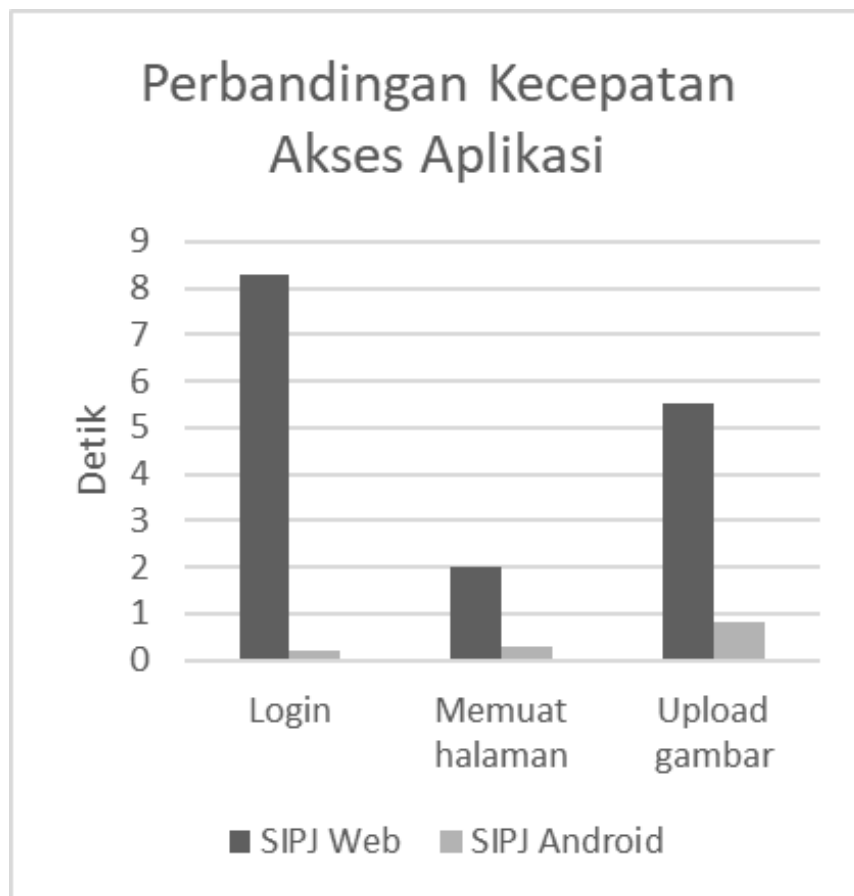 Perbandingan Kecepatan
Akses Aplikasi
9
8
7
6
5
4
3
2
1
0
Detik
Login
Memuat
halaman
Upload
gambar
SIPJ Web
SIPJ Android